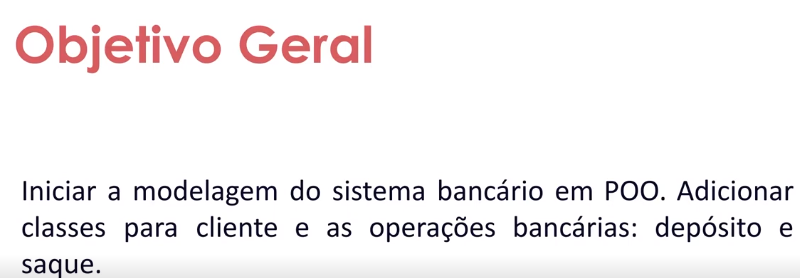 Objetivo Geral
Iniciar a modelagem do sistema bancário em POO. Adicionar
classes para cliente e as operações bancárias: depósito e
saque.